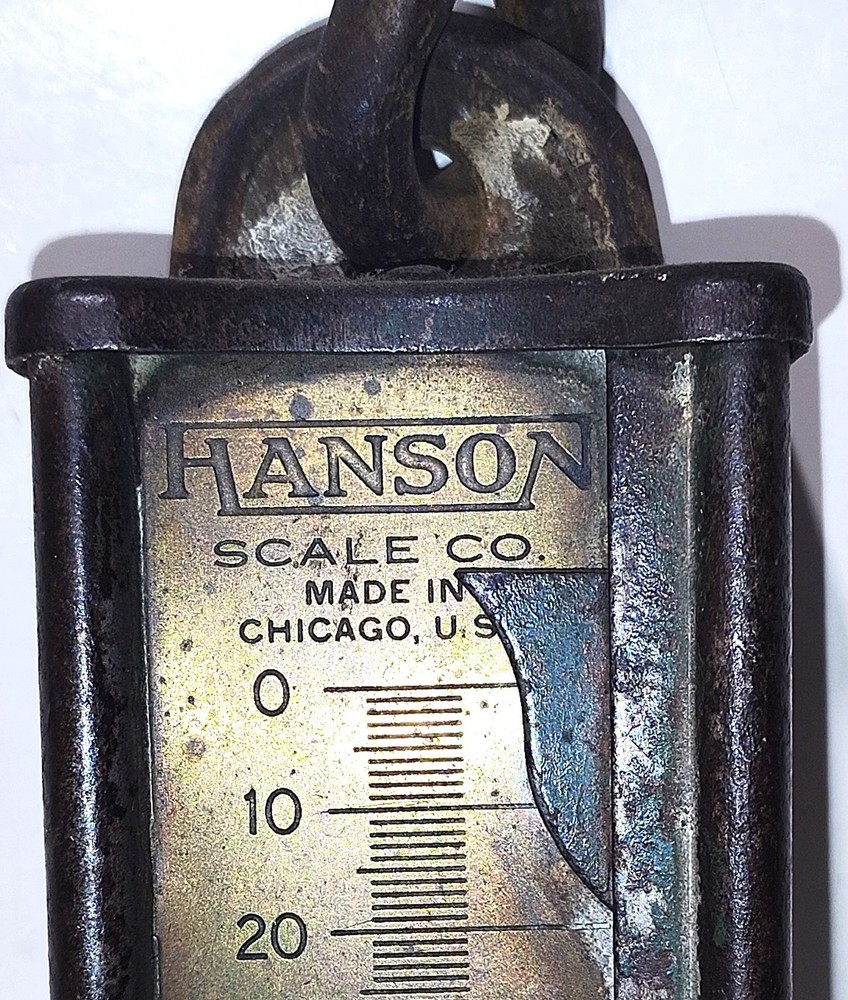 HANSON
SCALE CO.
MADE IN
CHICAGO, U.S
0
10
20